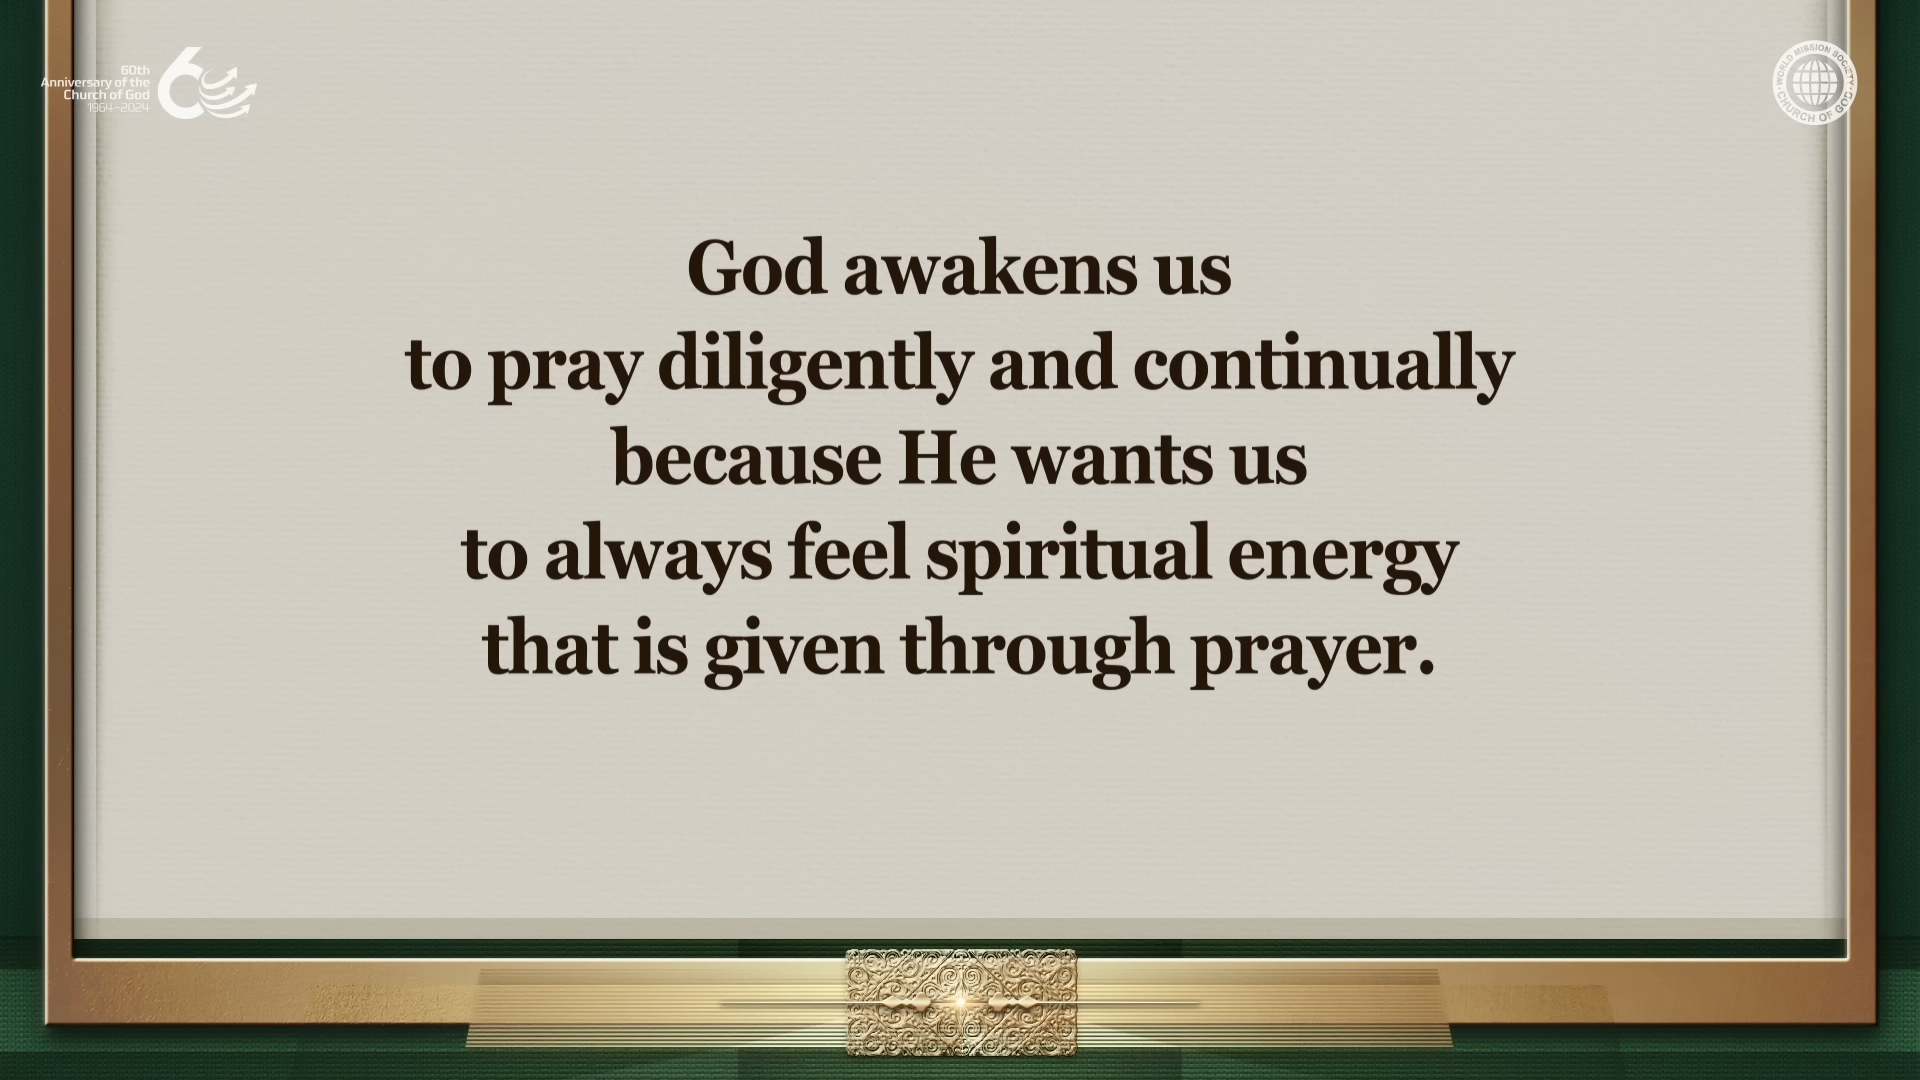 60th
Anniversary of the
Church of God
1964–2024
60
WORLD MISSION SOCIETY
CHURCH OF GOD
God awakens us
to pray diligently and continually
because He wants us
to always feel spiritual energy
that is given through prayer.